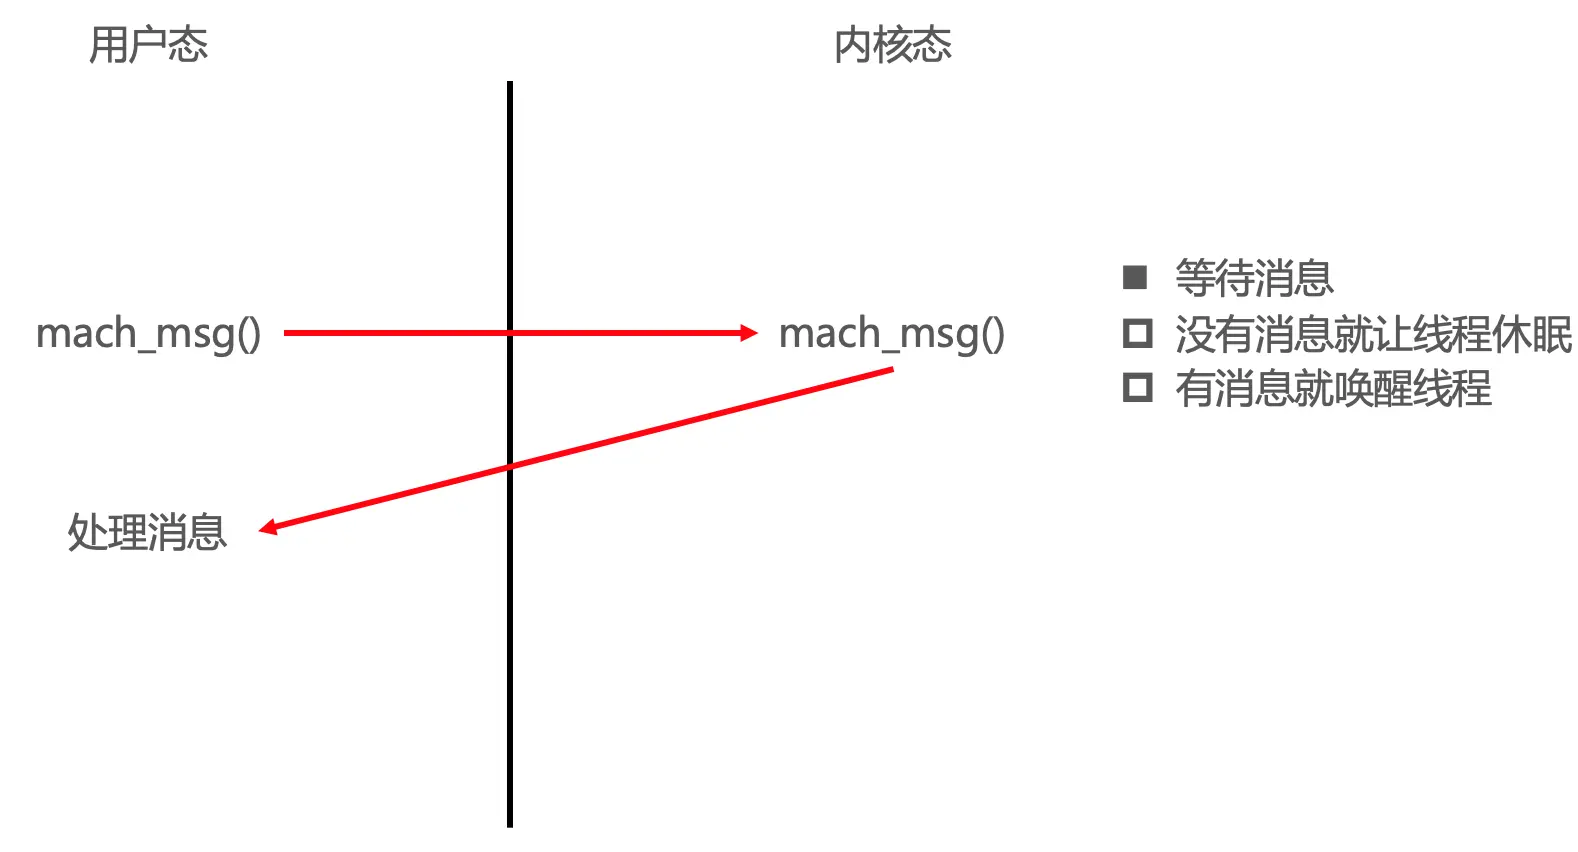 用户态
内核态
mach_msg()
mach_msg()
等待消息
没有消息就让线程休眠
有消息就唤醒线程
处理消息